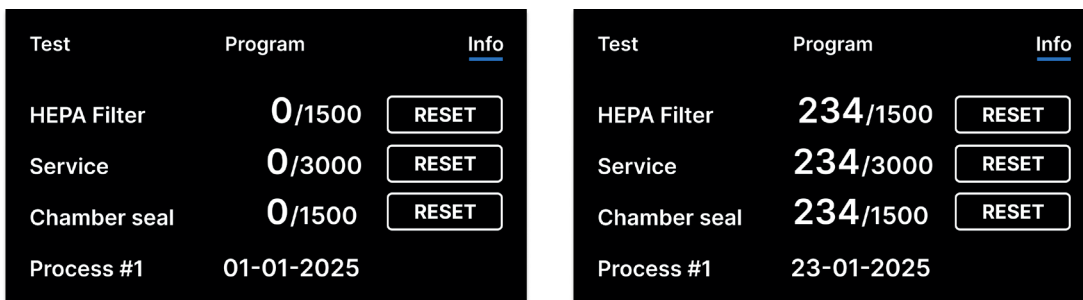 Test Program Info
HEPA Filter 0/1500 RESET
Service 0/3000 RESET
Chamber seal 0/1500 RESET
Process #1 01-01-2025
Test Program Info
HEPA Filter 234/1500 RESET
Service 234/3000 RESET
Chamber seal 234/1500 RESET
Process #1 23-01-2025